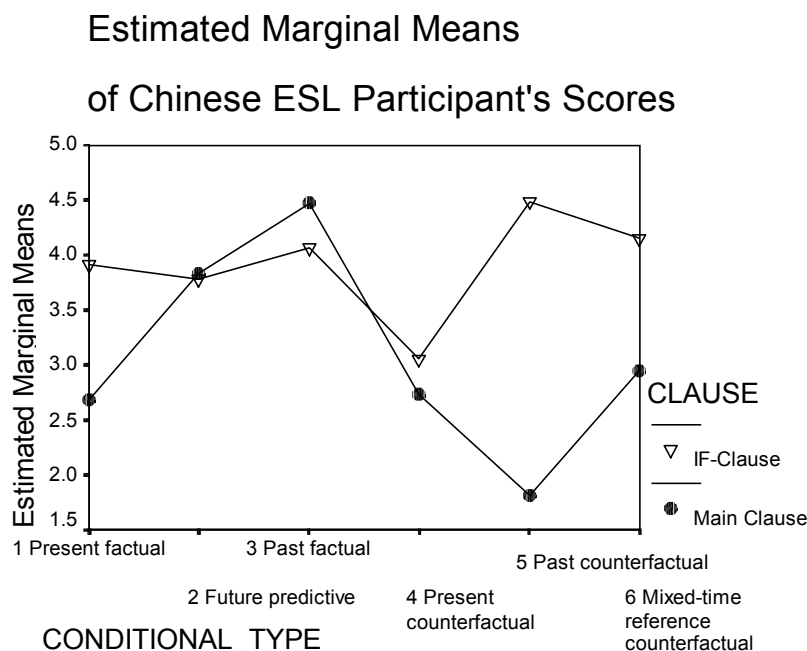 Estimated Marginal Means
of Chinese ESL Participant's Scores
5.0
4.5
4.0
3.5
3.0
2.5
2.0
1.5
Estimated Marginal Means
CLAUSE
IF-Clause
Main Clause
1 Present factual
3 Past factual
5 Past counterfactual
2 Future predictive
4 Present
counterfactual
6 Mixed-time
reference
counterfactual
CONDITIONAL TYPE